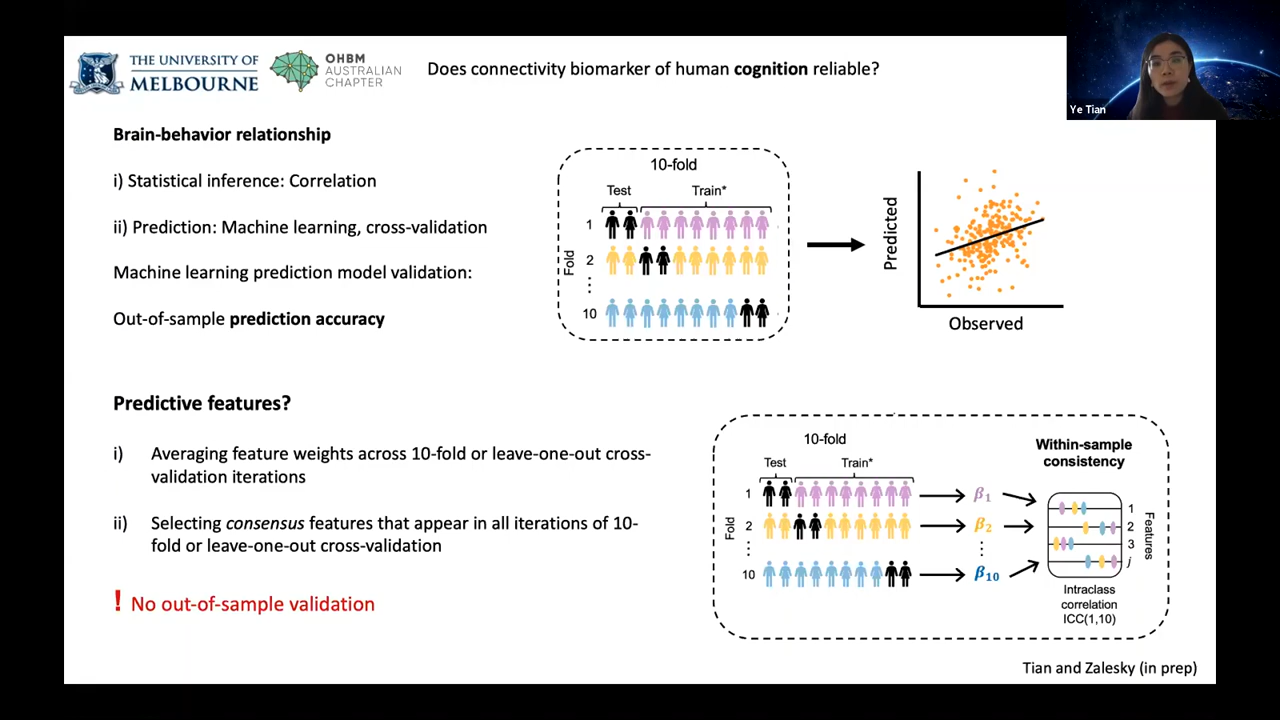 THE UNIVERSITY OF
MELBOURNE
OHBM
AUSTRALIAN
CHAPTER
Does connectivity biomarker of human cognition reliable?
Ye Tian
Brain-behavior relationship
i) Statistical inference: Correlation
ii) Prediction: Machine learning, cross-validation
Machine learning prediction model validation:
Out-of-sample prediction accuracy
10-fold
Test Train*
Fold
1
2
⋮
10
Predicted
Observed
Predictive features?
i) Averaging feature weights across 10-fold or leave-one-out cross-
validation iterations
ii) Selecting consensus features that appear in all iterations of 10-
fold or leave-one-out cross-validation
! No out-of-sample validation
10-fold
Test Train*
Fold
1
2
⋮
10
β1
β2
⋮
β10
Within-sample
consistency
1
2
3
j
Features
Intraclass
correlation
ICC(1,10)
Tian and Zalesky (in prep)